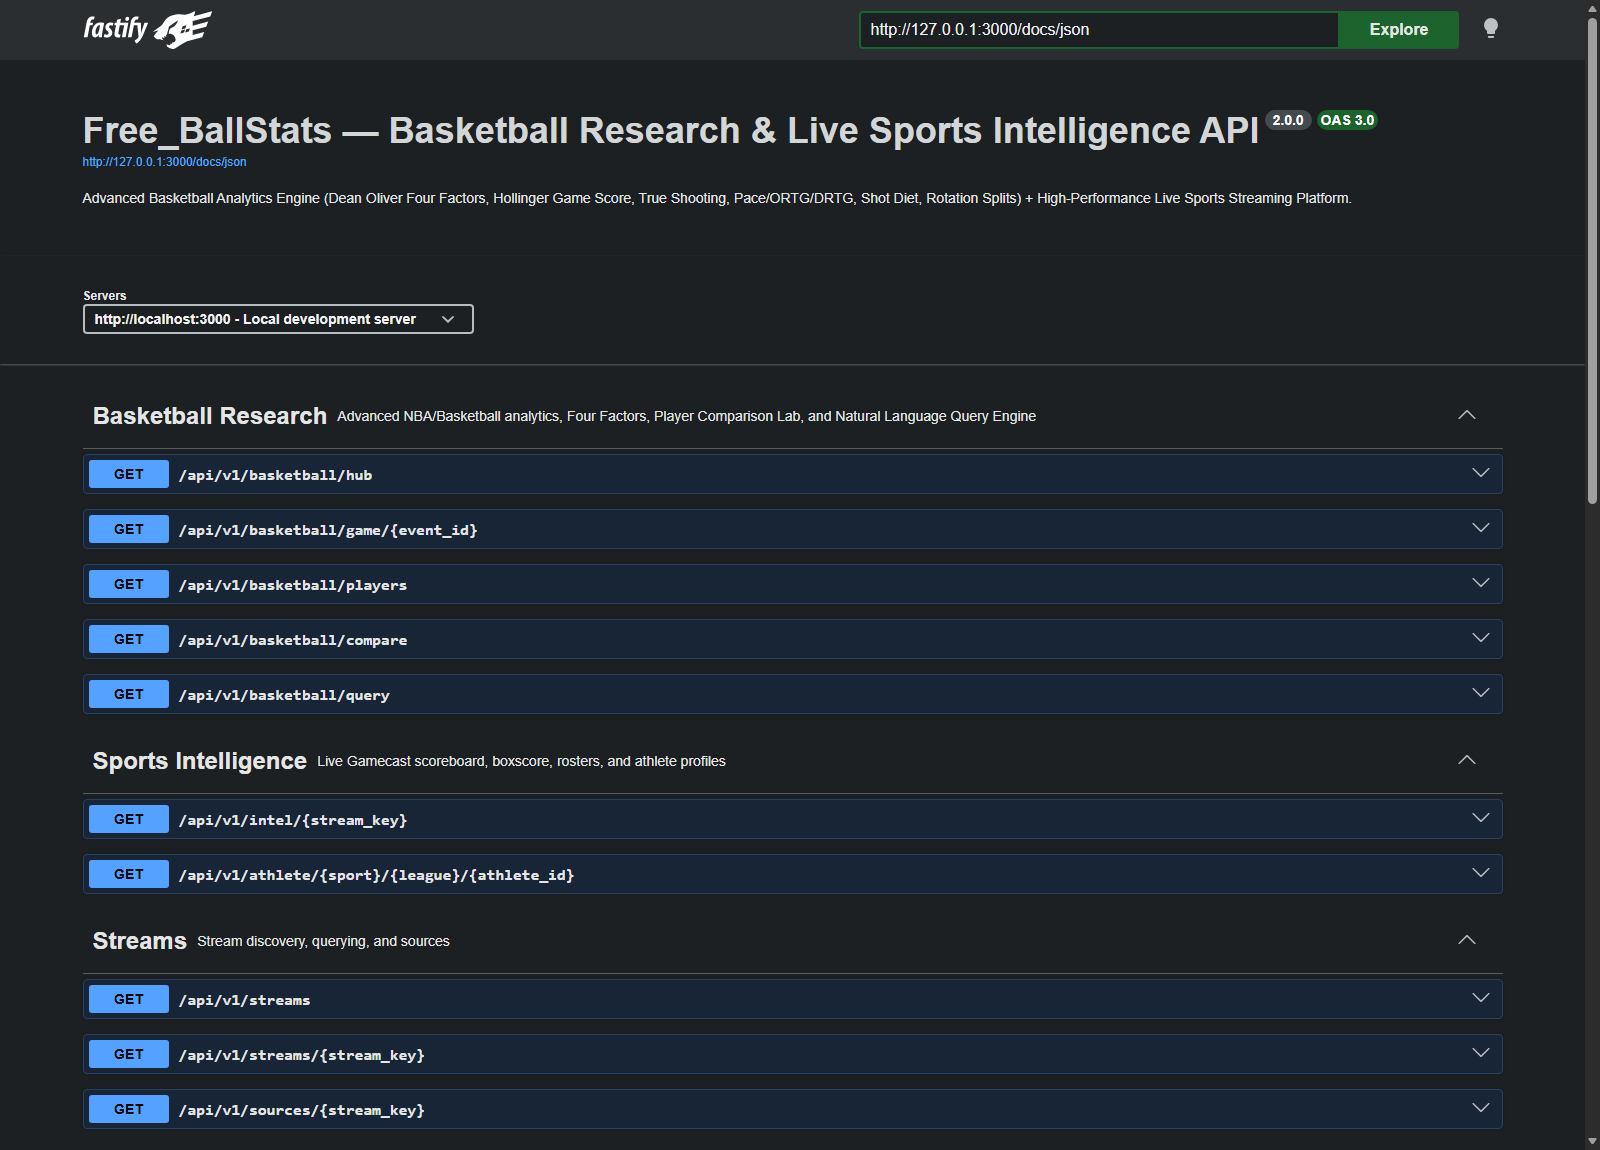 fastify
http://127.0.0.1:3000/docs/json
Explore
Free_BallStats — Basketball Research & Live Sports Intelligence API 2.0.0 OAS 3.0
http://127.0.0.1:3000/docs/json
Advanced Basketball Analytics Engine (Dean Oliver Four Factors, Hollinger Game Score, True Shooting, Pace/ORTG/DRTG, Shot Diet, Rotation Splits) + High-Performance Live Sports Streaming Platform.
Servers
http://localhost:3000 - Local development server
Basketball Research Advanced NBA/Basketball analytics, Four Factors, Player Comparison Lab, and Natural Language Query Engine
GET /api/v1/basketball/hub
GET /api/v1/basketball/game/{event_id}
GET /api/v1/basketball/players
GET /api/v1/basketball/compare
GET /api/v1/basketball/query
Sports Intelligence Live Gamecast scoreboard, boxscore, rosters, and athlete profiles
GET /api/v1/intel/{stream_key}
GET /api/v1/athlete/{sport}/{league}/{athlete_id}
Streams Stream discovery, querying, and sources
GET /api/v1/streams
GET /api/v1/streams/{stream_key}
GET /api/v1/sources/{stream_key}